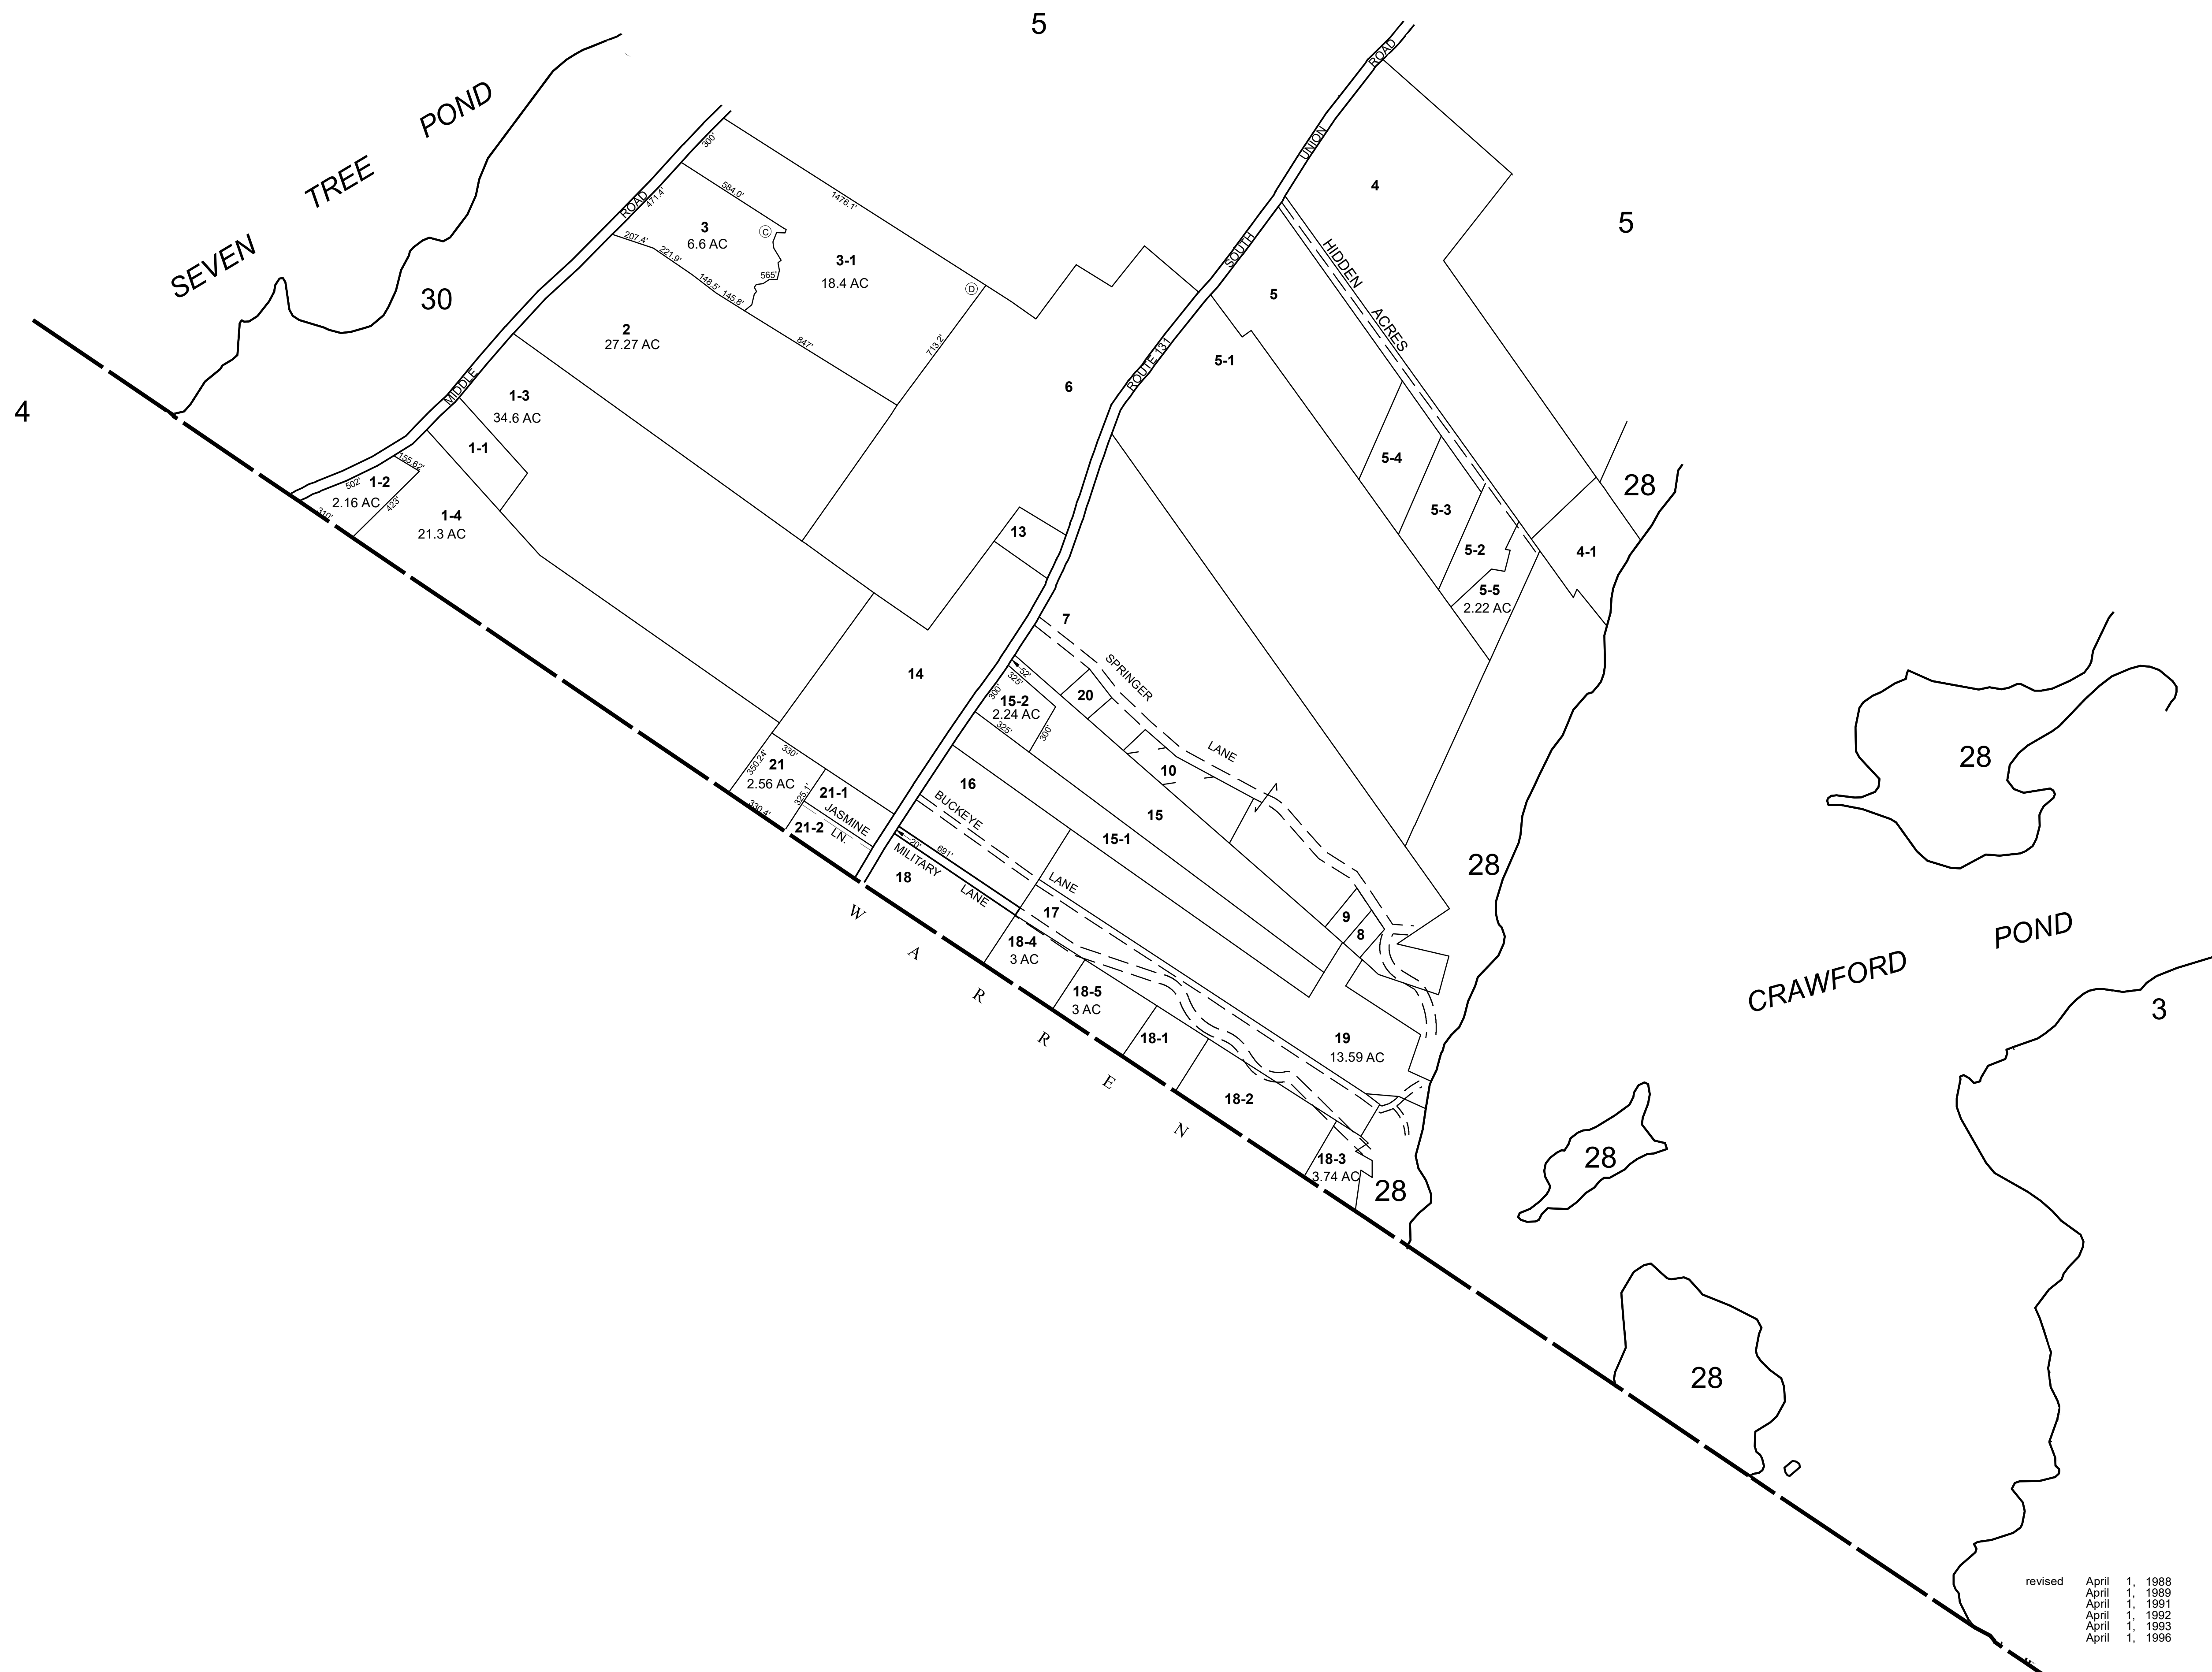 5
SEVEN TREE POND
30
4
5
MIDDLE ROAD
300'
471.4'
584.0'
1476.1'
3
6.6 AC
C
565'
207.4'
221.9'
148.5'
145.8'
3-1
18.4 AC
D
847'
713.2'
2
27.27 AC
1-3
34.6 AC
1-1
155.62'
502'
1-2
2.16 AC
423'
310'
1-4
21.3 AC
ROUTE 131 SOUTH UNION ROAD
4
HIDDEN ACRES
5
5-1
6
5-4
5-3
5-2
5-5
2.22 AC
4-1
28
13
7
14
SPRINGER LANE
52'
325'
300'
15-2
2.24 AC
325'
300'
20
10
15
15-1
16
330'
350.24'
21
2.56 AC
325.1'
330.4'
21-1
JASMINE LN.
21-2
BUCKEYE LANE
20'
691'
MILITARY LANE
18
17
9
8
28
28
18-4
3 AC
18-5
3 AC
18-1
19
13.59 AC
18-2
18-3
3.74 AC
28
WARREN
CRAWFORD POND
3
28
28
revised April 1, 1988
April 1, 1989
April 1, 1991
April 1, 1992
April 1, 1993
April 1, 1996